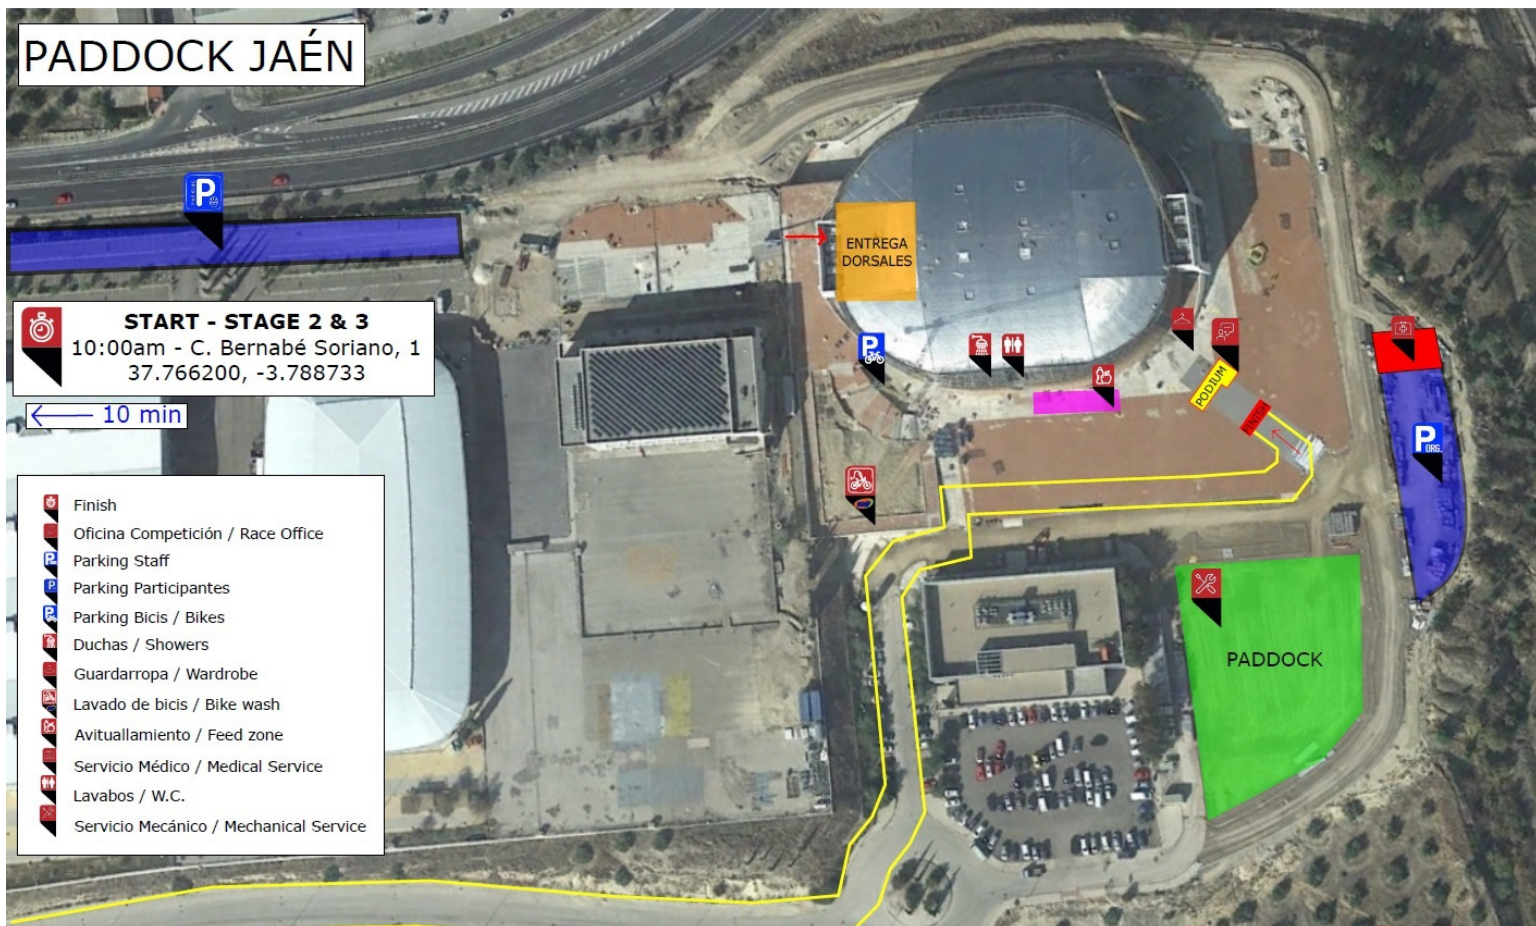 PADDOCK JAÉN
P
ENTREGA
DORSALES
START - STAGE 2 & 3
10:00am - C. Bernabé Soriano, 1
37.766200, -3.788733
10 min
P
PODIUM
FINISH
P
ORG.
PADDOCK
Finish
Oficina Competición / Race Office
Parking Staff
Parking Participantes
Parking Bicis / Bikes
Duchas / Showers
Guardarropa / Wardrobe
Lavado de bicis / Bike wash
Avituallamiento / Feed zone
Servicio Médico / Medical Service
Lavabos / W.C.
Servicio Mecánico / Mechanical Service